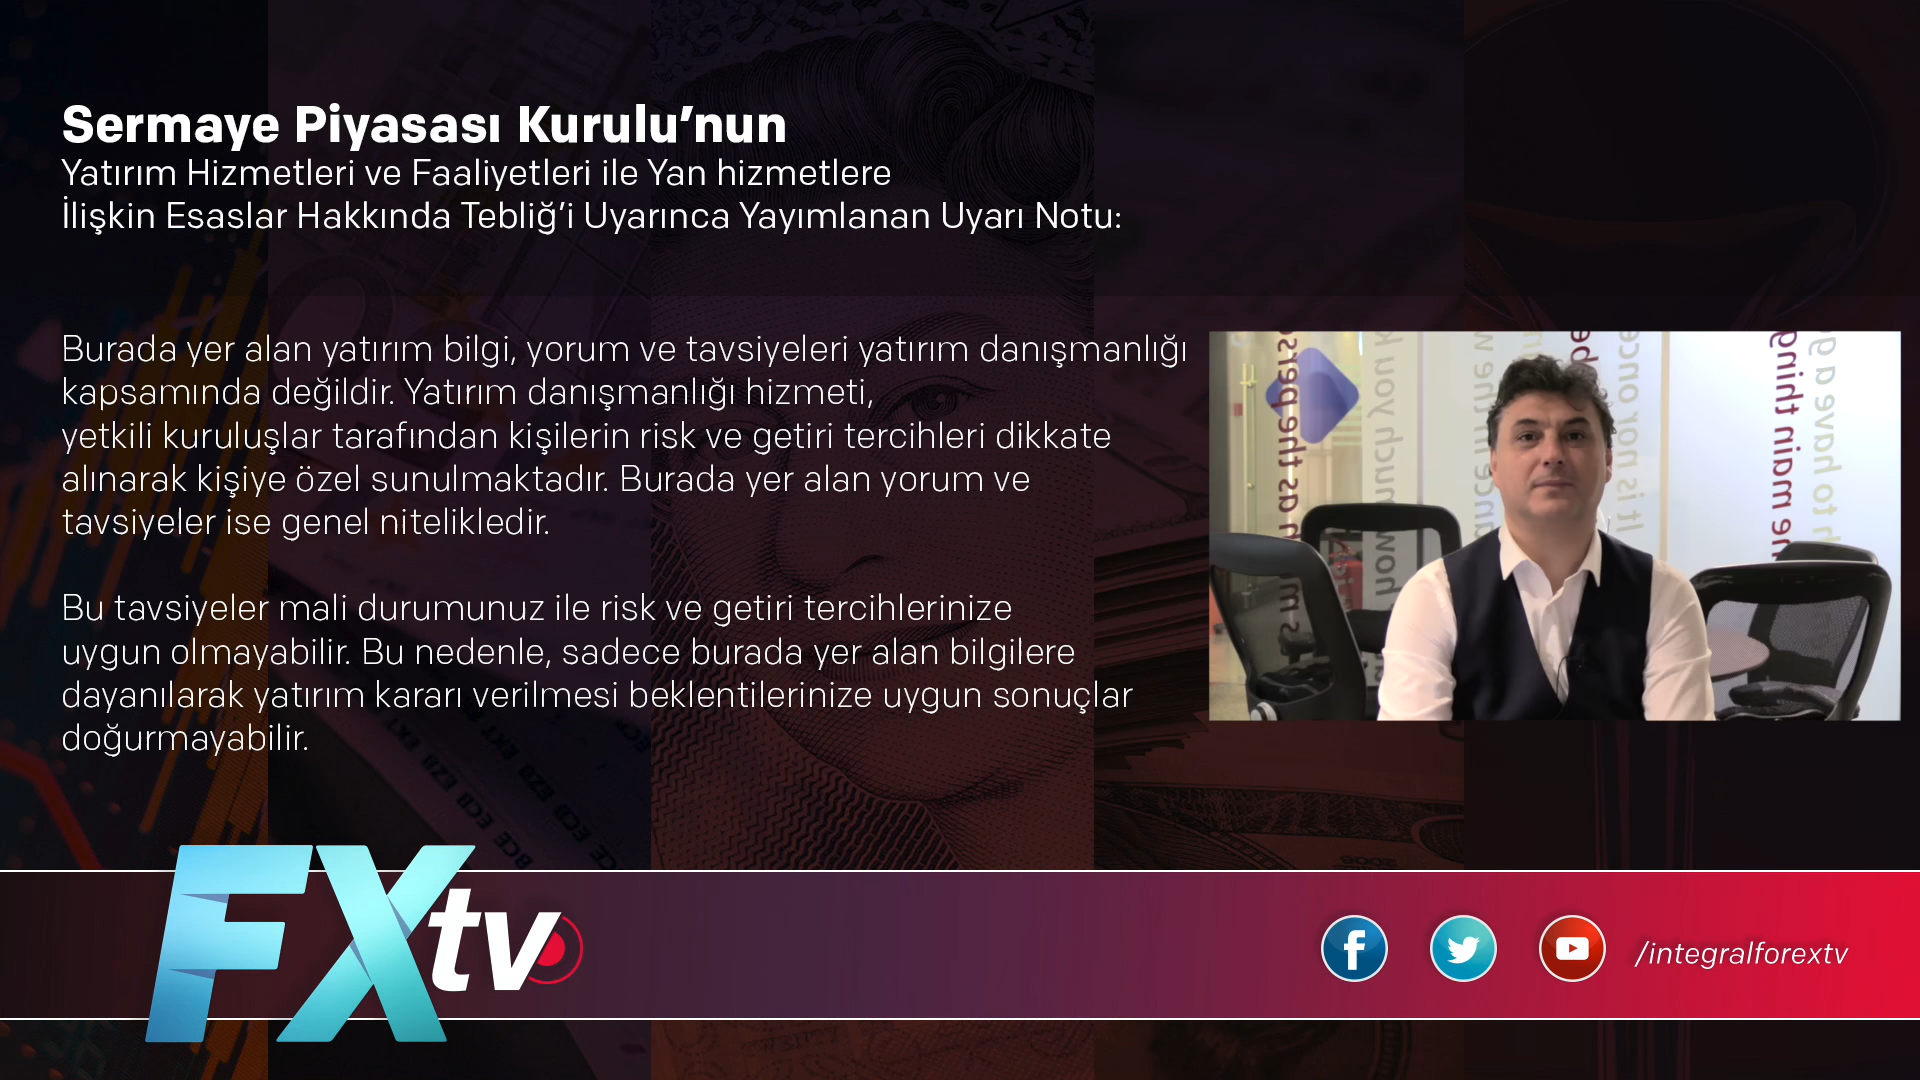 Sermaye Piyasası Kurulu’nun
Yatırım Hizmetleri ve Faaliyetleri ile Yan hizmetlere
İlişkin Esaslar Hakkında Tebliğ’i Uyarınca Yayımlanan Uyarı Notu:
Burada yer alan yatırım bilgi, yorum ve tavsiyeleri yatırım danışmanlığı
kapsamında değildir. Yatırım danışmanlığı hizmeti,
yetkili kuruluşlar tarafından kişilerin risk ve getiri tercihleri dikkate
alınarak kişiye özel sunulmaktadır. Burada yer alan yorum ve
tavsiyeler ise genel nitelikledir.
Bu tavsiyeler mali durumunuz ile risk ve getiri tercihlerinize
uygun olmayabilir. Bu nedenle, sadece burada yer alan bilgilere
dayanılarak yatırım kararı verilmesi beklentilerinize uygun sonuçlar
doğurmayabilir.
FXtv
/integralforextv